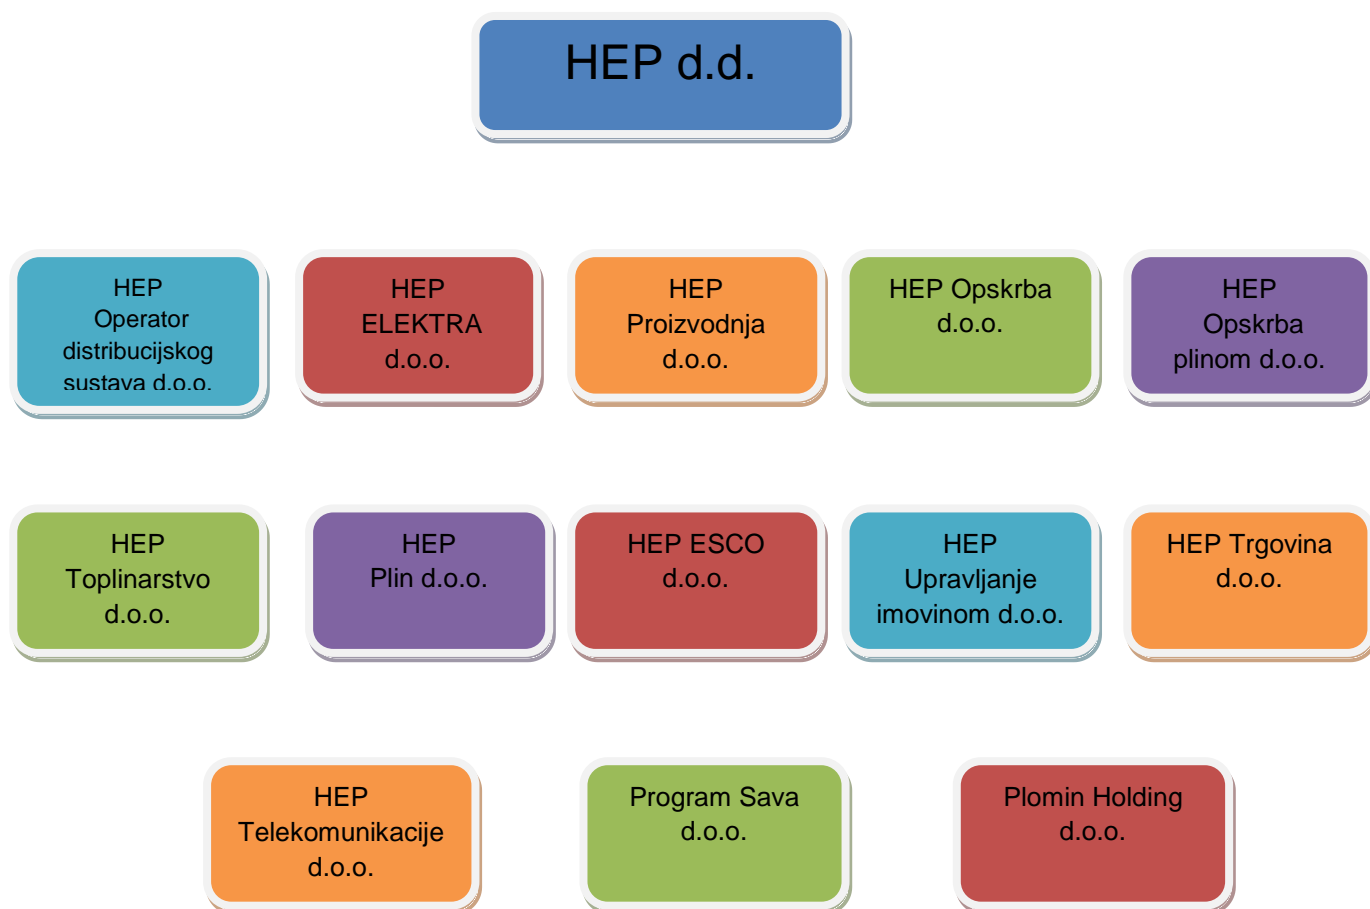 HEP d.d.
HEP
Operator
distribucijskog
sustava d.o.o.
HEP
ELEKTRA
d.o.o.
HEP
Proizvodnja
d.o.o.
HEP Opskrba
d.o.o.
HEP
Opskrba
plinom d.o.o.
HEP
Toplinarstvo
d.o.o.
HEP
Plin d.o.o.
HEP ESCO
d.o.o.
HEP
Upravljanje
imovinom d.o.o.
HEP Trgovina
d.o.o.
HEP
Telekomunikacije
d.o.o.
Program Sava
d.o.o.
Plomin Holding
d.o.o.